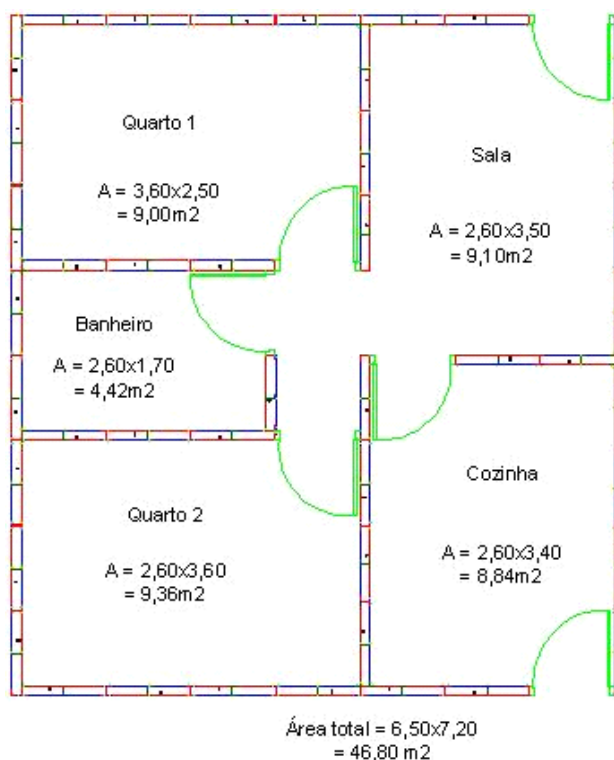 Quarto 1
A = 3,60x2,50
= 9,00m2
Sala
A = 2,60x3,50
= 9,10m2
Banheiro
A = 2,60x1,70
= 4,42m2
Quarto 2
A = 2,60x3,60
= 9,36m2
Cozinha
A = 2,60x3,40
= 8,84m2
Área total = 6,50x7,20
= 46,80 m2